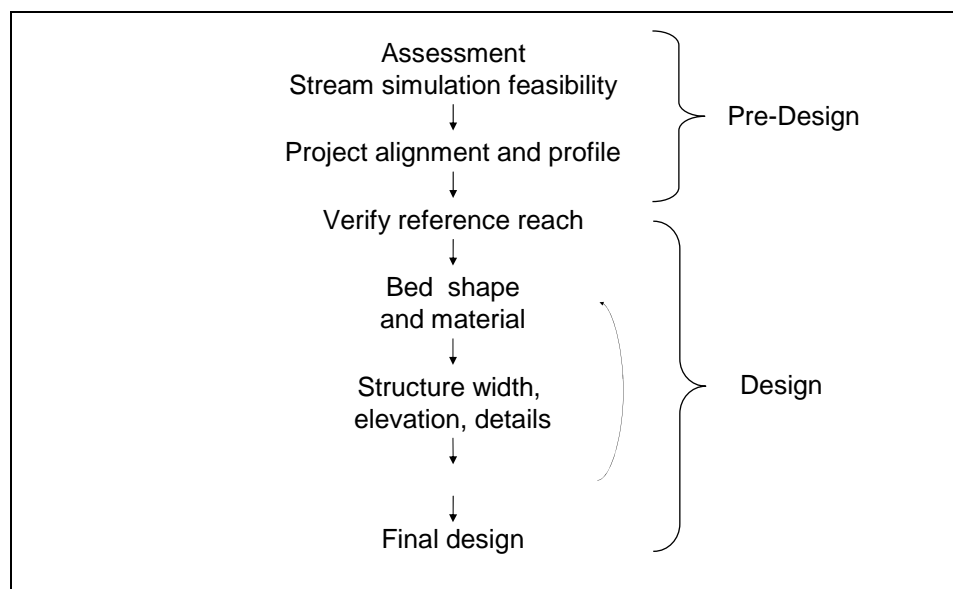 Assessment
Stream simulation feasibility
Pre-Design
Project alignment and profile
Verify reference reach
Bed shape
and material
Structure width,
elevation, details
Design
Final design